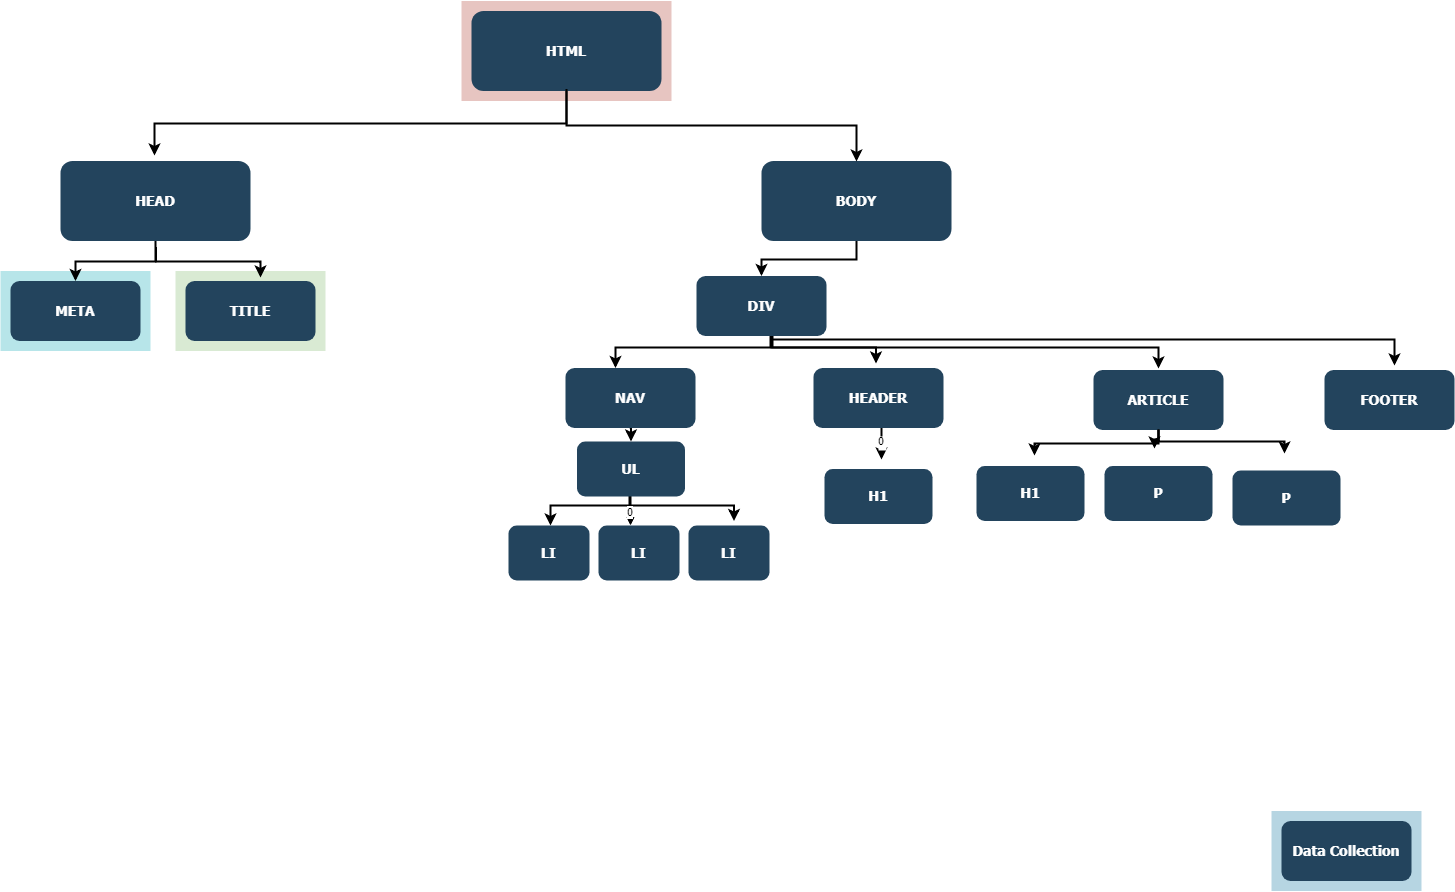 HTML
HEAD
BODY
META
TITLE
DIV
NAV
HEADER
ARTICLE
FOOTER
0
UL
H1
H1
P
P
0
LI
LI
LI
Data Collection